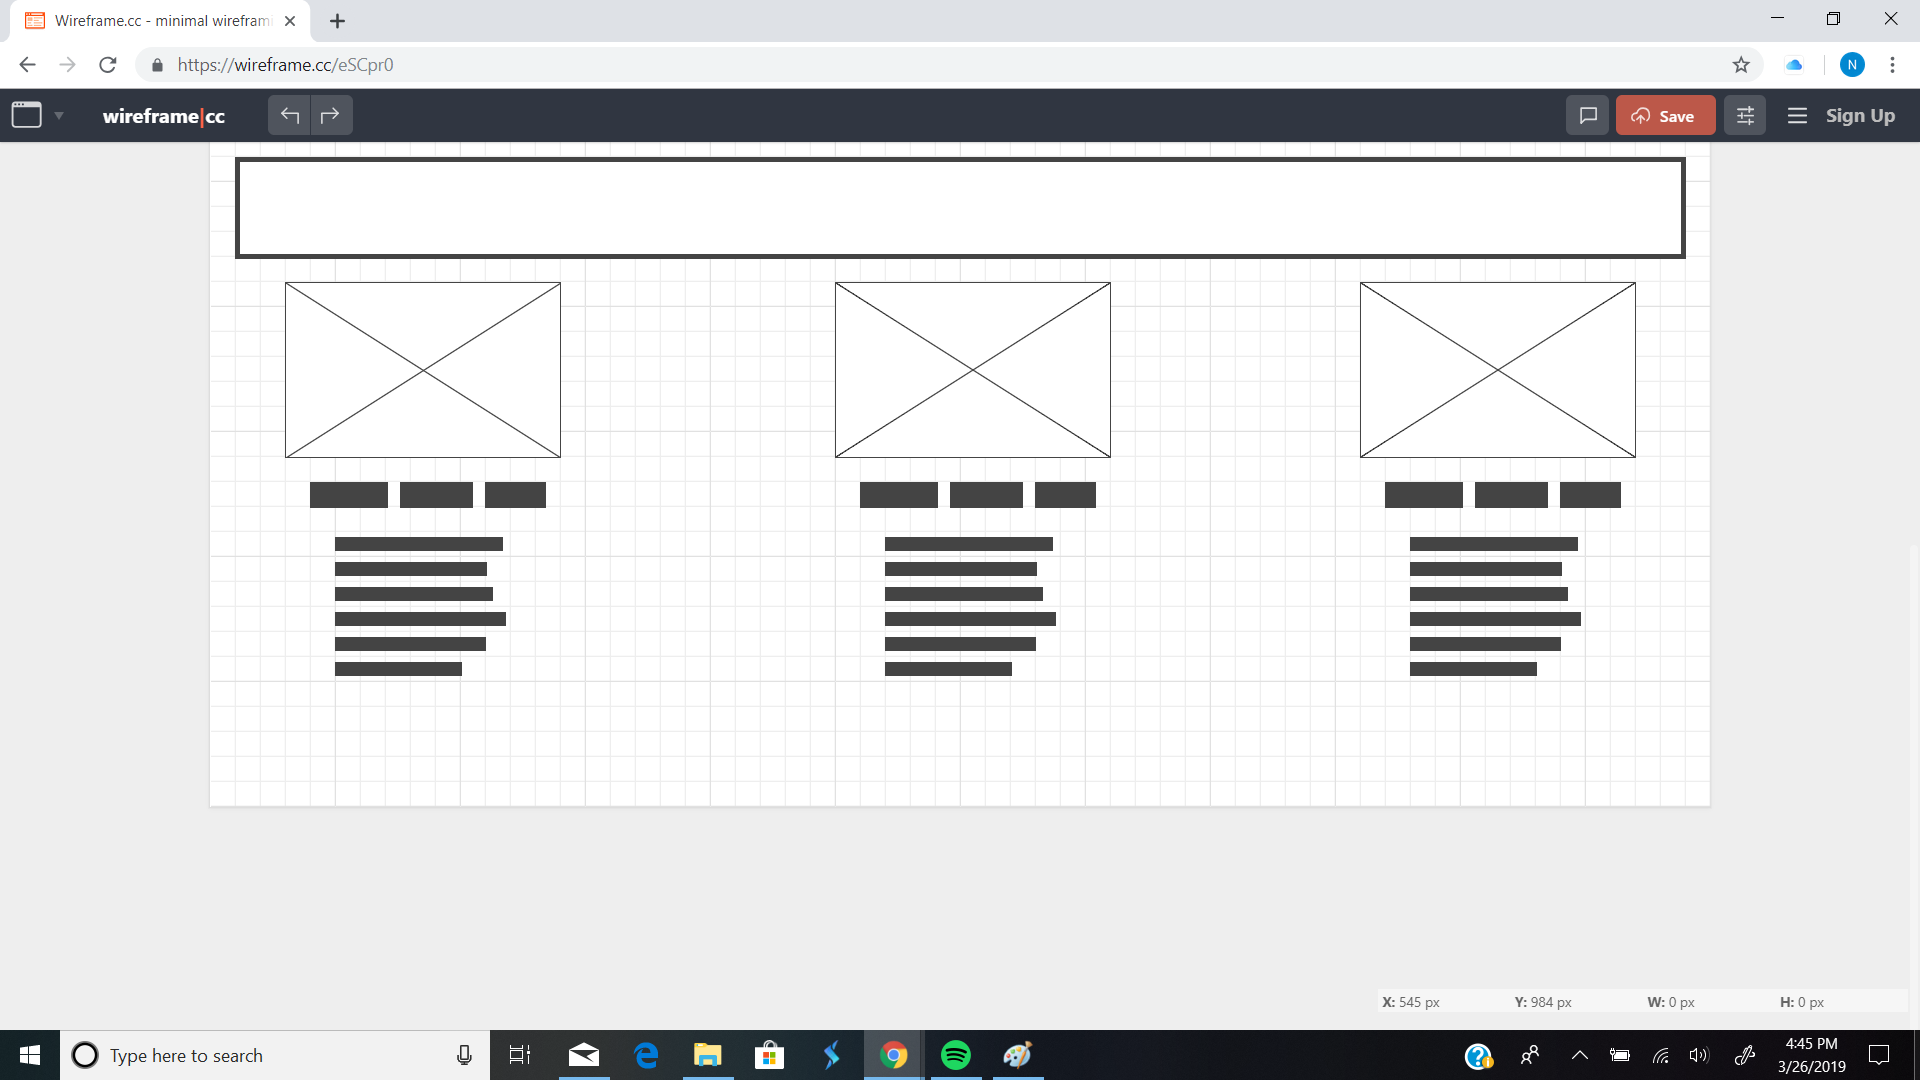 Wireframe.cc - minimal wirefram
https://wireframe.cc/eSCpr0
N
wireframe|cc
Save
Sign Up
X: 545 px Y: 984 px W: 0 px H: 0 px
Type here to search
4:45 PM
3/26/2019